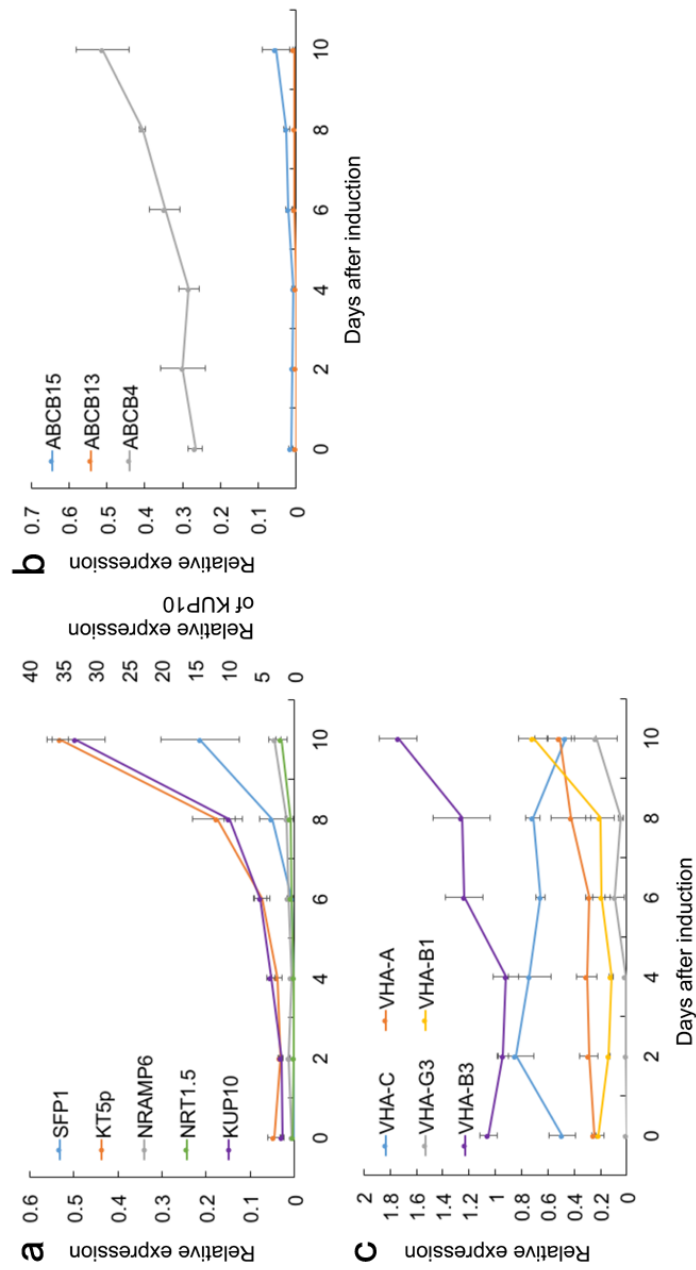 a
Relative expression
0.6
0.5
0.4
0.3
0.2
0.1
0
SFP1
KT5p
NRAMP6
NRT1.5
KUP10
0 2 4 6 8 10
40
35
30
25
20
15
10
5
0
Relative expression
of KUP10
b
Relative expression
0.7
0.6
0.5
0.4
0.3
0.2
0.1
0
ABCB15
ABCB13
ABCB4
0 2 4 6 8 10
Days after induction
c
Relative expression
2
1.8
1.6
1.4
1.2
1
0.8
0.6
0.4
0.2
0
VHA-C VHA-A
VHA-G3 VHA-B1
VHA-B3
0 2 4 6 8 10
Days after induction